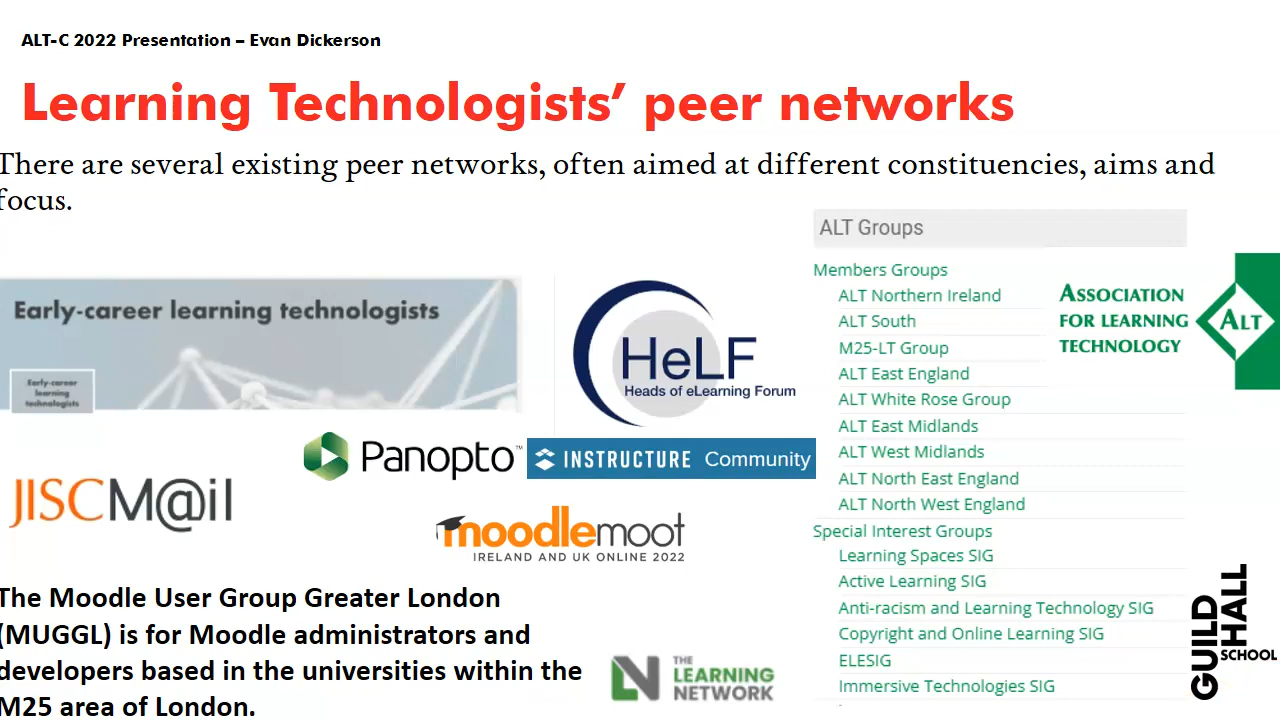 ALT-C 2022 Presentation – Evan Dickerson
Learning Technologists’ peer networks
There are several existing peer networks, often aimed at different constituencies, aims and
focus.
Early-career learning technologists
Early-career
learning
technologists
HeLF
Heads of eLearning Forum
Panopto™
INSTRUCTURE Community
JISCM@il
moodlemoot
IRELAND AND UK ONLINE 2022
The Moodle User Group Greater London
(MUGGL) is for Moodle administrators and
developers based in the universities within the
M25 area of London.
THE
LEARNING
NETWORK
ALT Groups
Members Groups
ALT Northern Ireland
ALT South
M25-LT Group
ALT East England
ALT White Rose Group
ALT East Midlands
ALT West Midlands
ALT North East England
ALT North West England
Special Interest Groups
Learning Spaces SIG
Active Learning SIG
Anti-racism and Learning Technology SIG
Copyright and Online Learning SIG
ELESIG
Immersive Technologies SIG
ASSOCIATION
FOR LEARNING
TECHNOLOGY
ALT
GUILD
HALL
SCHOOL